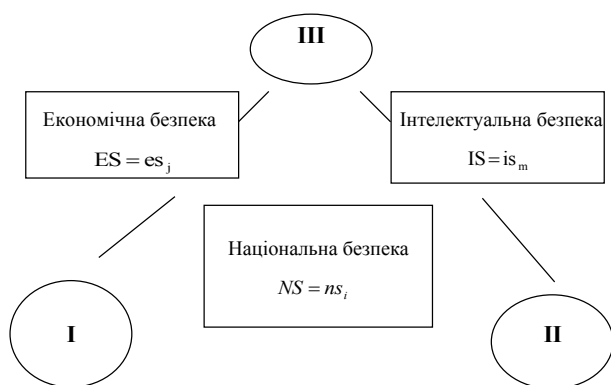 III
Економічна безпека
ES = es_j
Інтелектуальна безпека
IS = is_m
Національна безпека
NS = ns_i
I
II